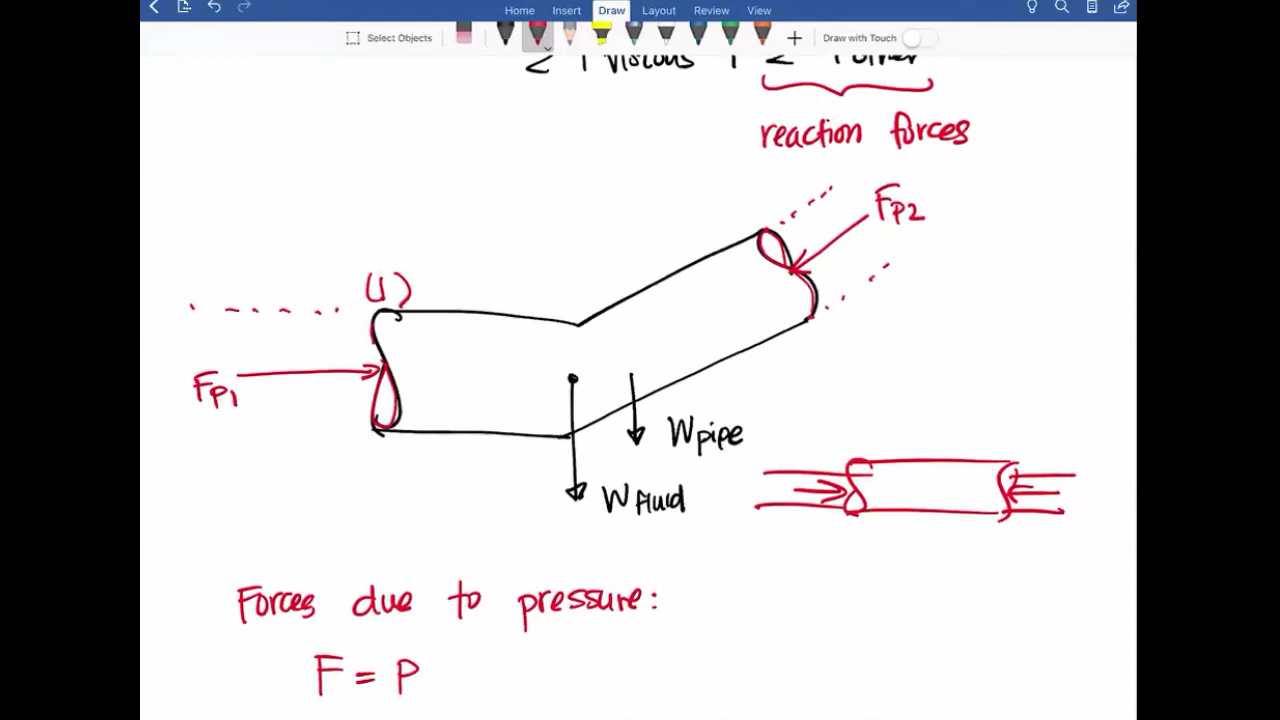 Home Insert Draw Layout Review View
Select Objects
Draw with Touch
reaction forces
Fp2
(1)
Fp1
Wpipe
Wfluid
Forces due to pressure:
F = P